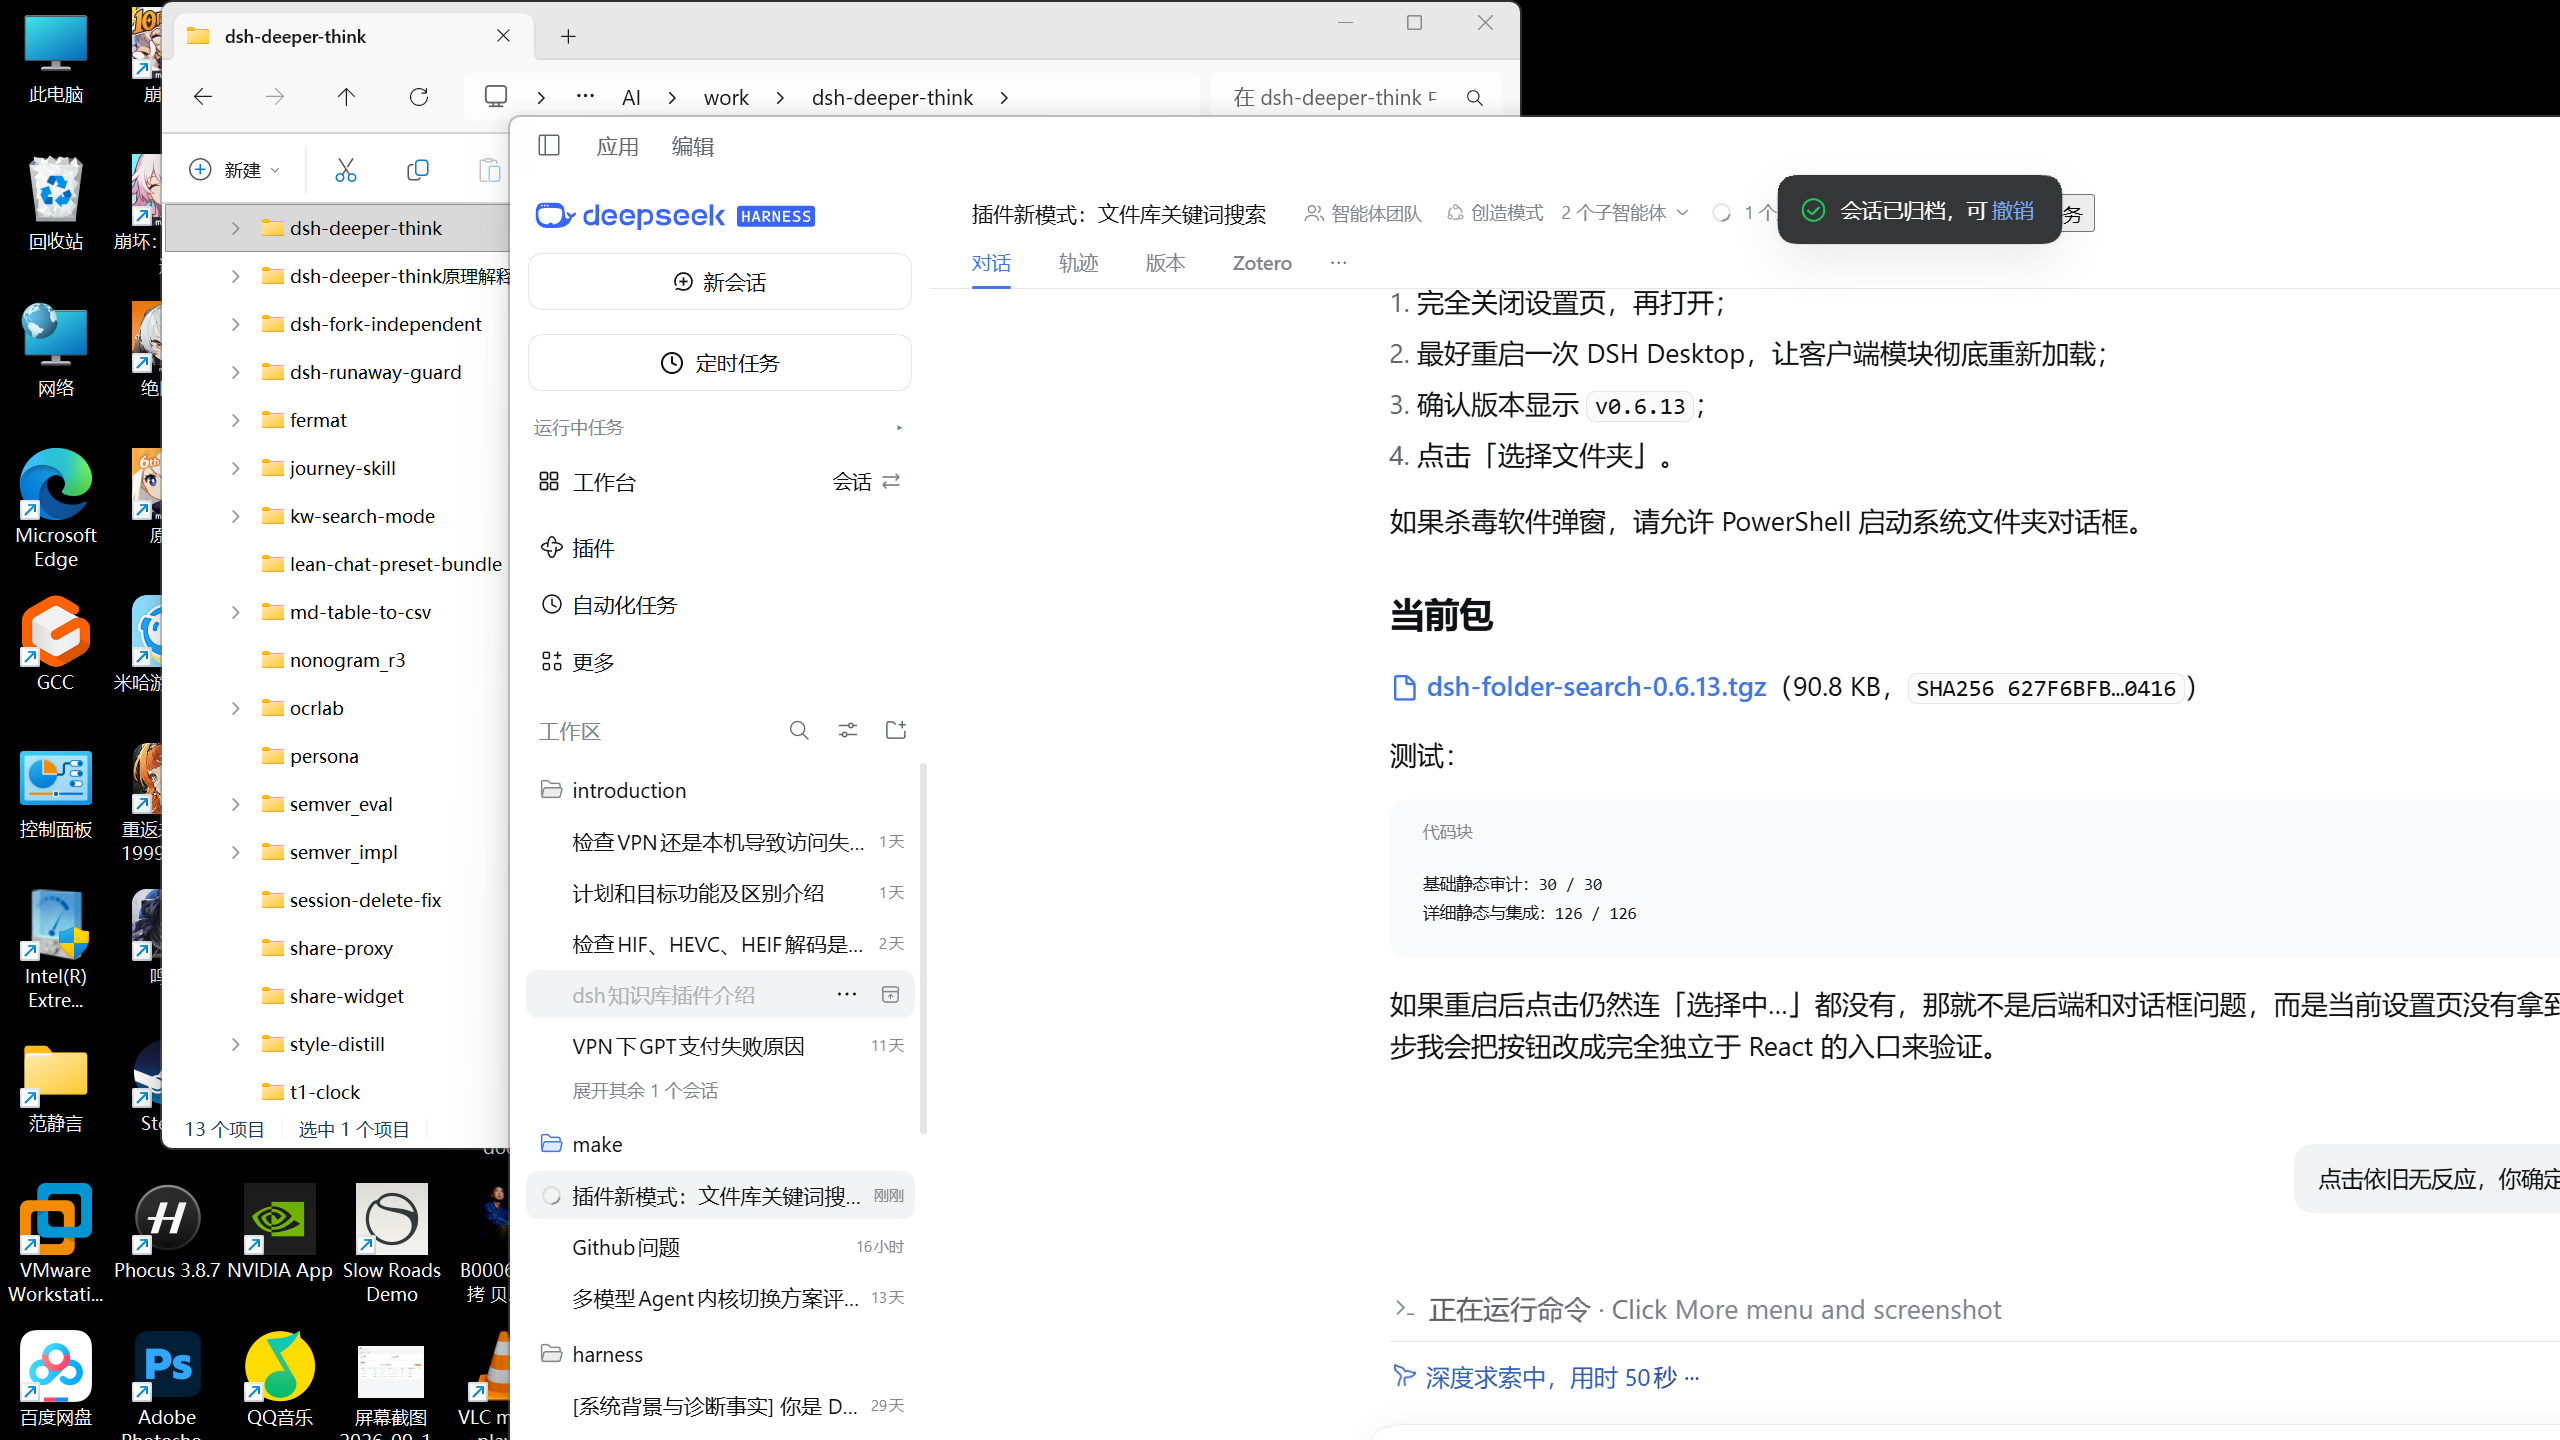 dsh-deeper-think
AI
work
dsh-deeper-think
在 dsh-deeper-think
新建
dsh-deeper-think
dsh-deeper-think原理解释
dsh-fork-independent
dsh-runaway-guard
fermat
journey-skill
kw-search-mode
lean-chat-preset-bundle
md-table-to-csv
nonogram_r3
ocrlab
persona
semver_eval
semver_impl
session-delete-fix
share-proxy
share-widget
style-distill
t1-clock
13 个项目
选中 1 个项目
此电脑
回收站
网络
Microsoft
Edge
GCC
控制面板
Intel(R)
Extre...
范静言
VMware
Workstati...
百度网盘
崩
崩坏：
原
1999
Phocus 3.8.7
NVIDIA App
Slow Roads
Demo
Adobe
QQ音乐
屏幕截图
应用
编辑
deepseek HARNESS
新会话
定时任务
运行中任务
工作台
会话
插件
自动化任务
更多
工作区
introduction
检查VPN还是本机导致访问失... 1天
计划和目标功能及区别介绍 1天
检查HIF、HEVC、HEIF解码是... 2天
dsh知识库插件介绍 ...
VPN下GPT支付失败原因 11天
展开其余 1 个会话
make
插件新模式：文件库关键词搜... 刚刚
Github问题 16小时
多模型Agent内核切换方案评... 13天
harness
[系统背景与诊断事实] 你是 D... 29天
插件新模式：文件库关键词搜索
智能体团队
创造模式
2 个子智能体
1 个
会话已归档，可撤销
务
对话
轨迹
版本
Zotero
...
1. 完全关闭设置页，再打开；
2. 最好重启一次 DSH Desktop，让客户端模块彻底重新加载；
3. 确认版本显示 v0.6.13；
4. 点击「选择文件夹」。
如果杀毒软件弹窗，请允许 PowerShell 启动系统文件夹对话框。
当前包
dsh-folder-search-0.6.13.tgz（90.8 KB，SHA256 627F6BFB…0416）
测试：
代码块
基础静态审计：30 / 30
详细静态与集成：126 / 126
如果重启后点击仍然连「选择中...」都没有，那就不是后端和对话框问题，而是当前设置页没有拿到
步我会把按钮改成完全独立于 React 的入口来验证。
点击依旧无反应，你确定
正在运行命令 · Click More menu and screenshot
深度求索中，用时 50秒 ...